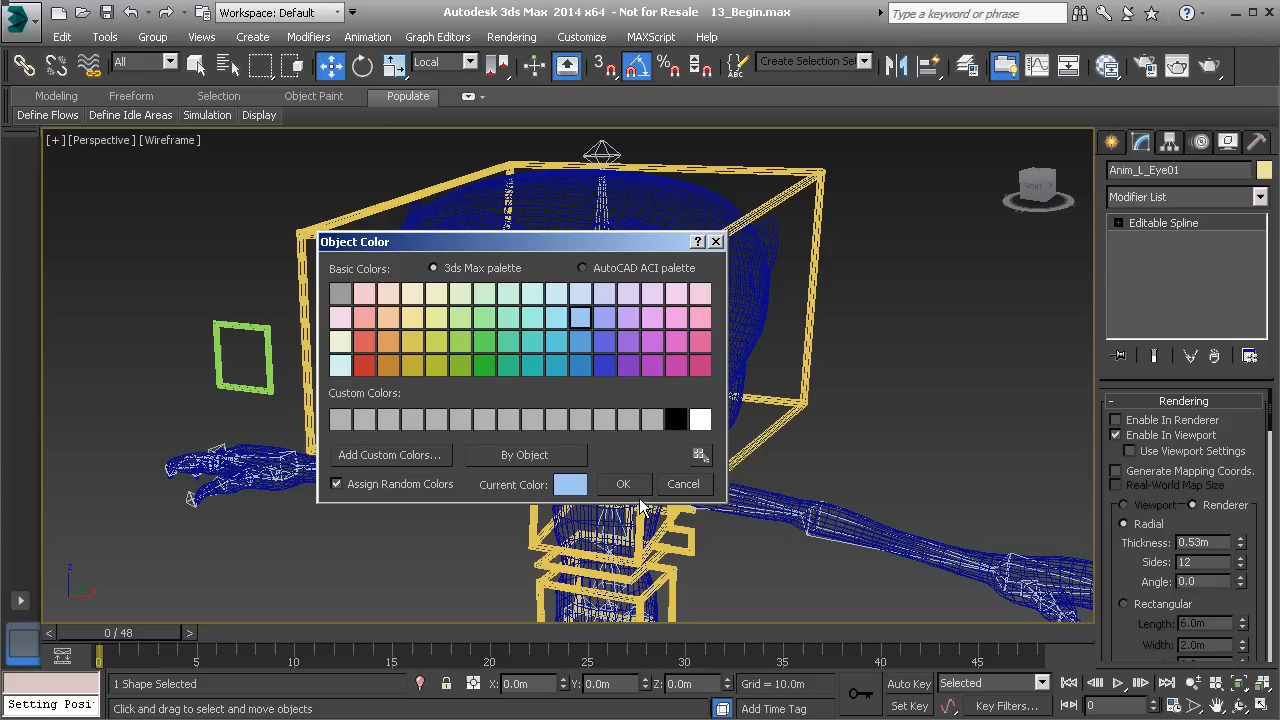 Workspace: Default
Autodesk 3ds Max 2014 x64 - Not for Resale 13_Begin.max
Type a keyword or phrase
Edit Tools Group Views Create Modifiers Animation Graph Editors Rendering Customize MAXScript Help
All
Local
3
Create Selection Se
Modeling Freeform Selection Object Paint Populate
Define Flows Define Idle Areas Simulation Display
[+] [Perspective] [Wireframe]
FRONT
Anim_L_Eye01
Modifier List
Editable Spline
Object Color
Basic Colors: 3ds Max palette AutoCAD ACI palette
Custom Colors:
Add Custom Colors... By Object
Assign Random Colors Current Color: OK Cancel
- Rendering
Enable In Renderer
Enable In Viewport
Use Viewport Settings
Generate Mapping Coords.
Real-World Map Size
Viewport Renderer
Radial
Thickness: 0.53m
Sides: 12
Angle: 0.0
Rectangular
Length: 6.0m
Width: 2.0m
z
x
< 0 / 48 >
0 5 10 15 20 25 30 35 40 45
1 Shape Selected X: 0.0m Y: 0.0m Z: 0.0m Grid = 10.0m Auto Key Selected
Setting Posi Click and drag to select and move objects Add Time Tag Set Key Key Filters... 0